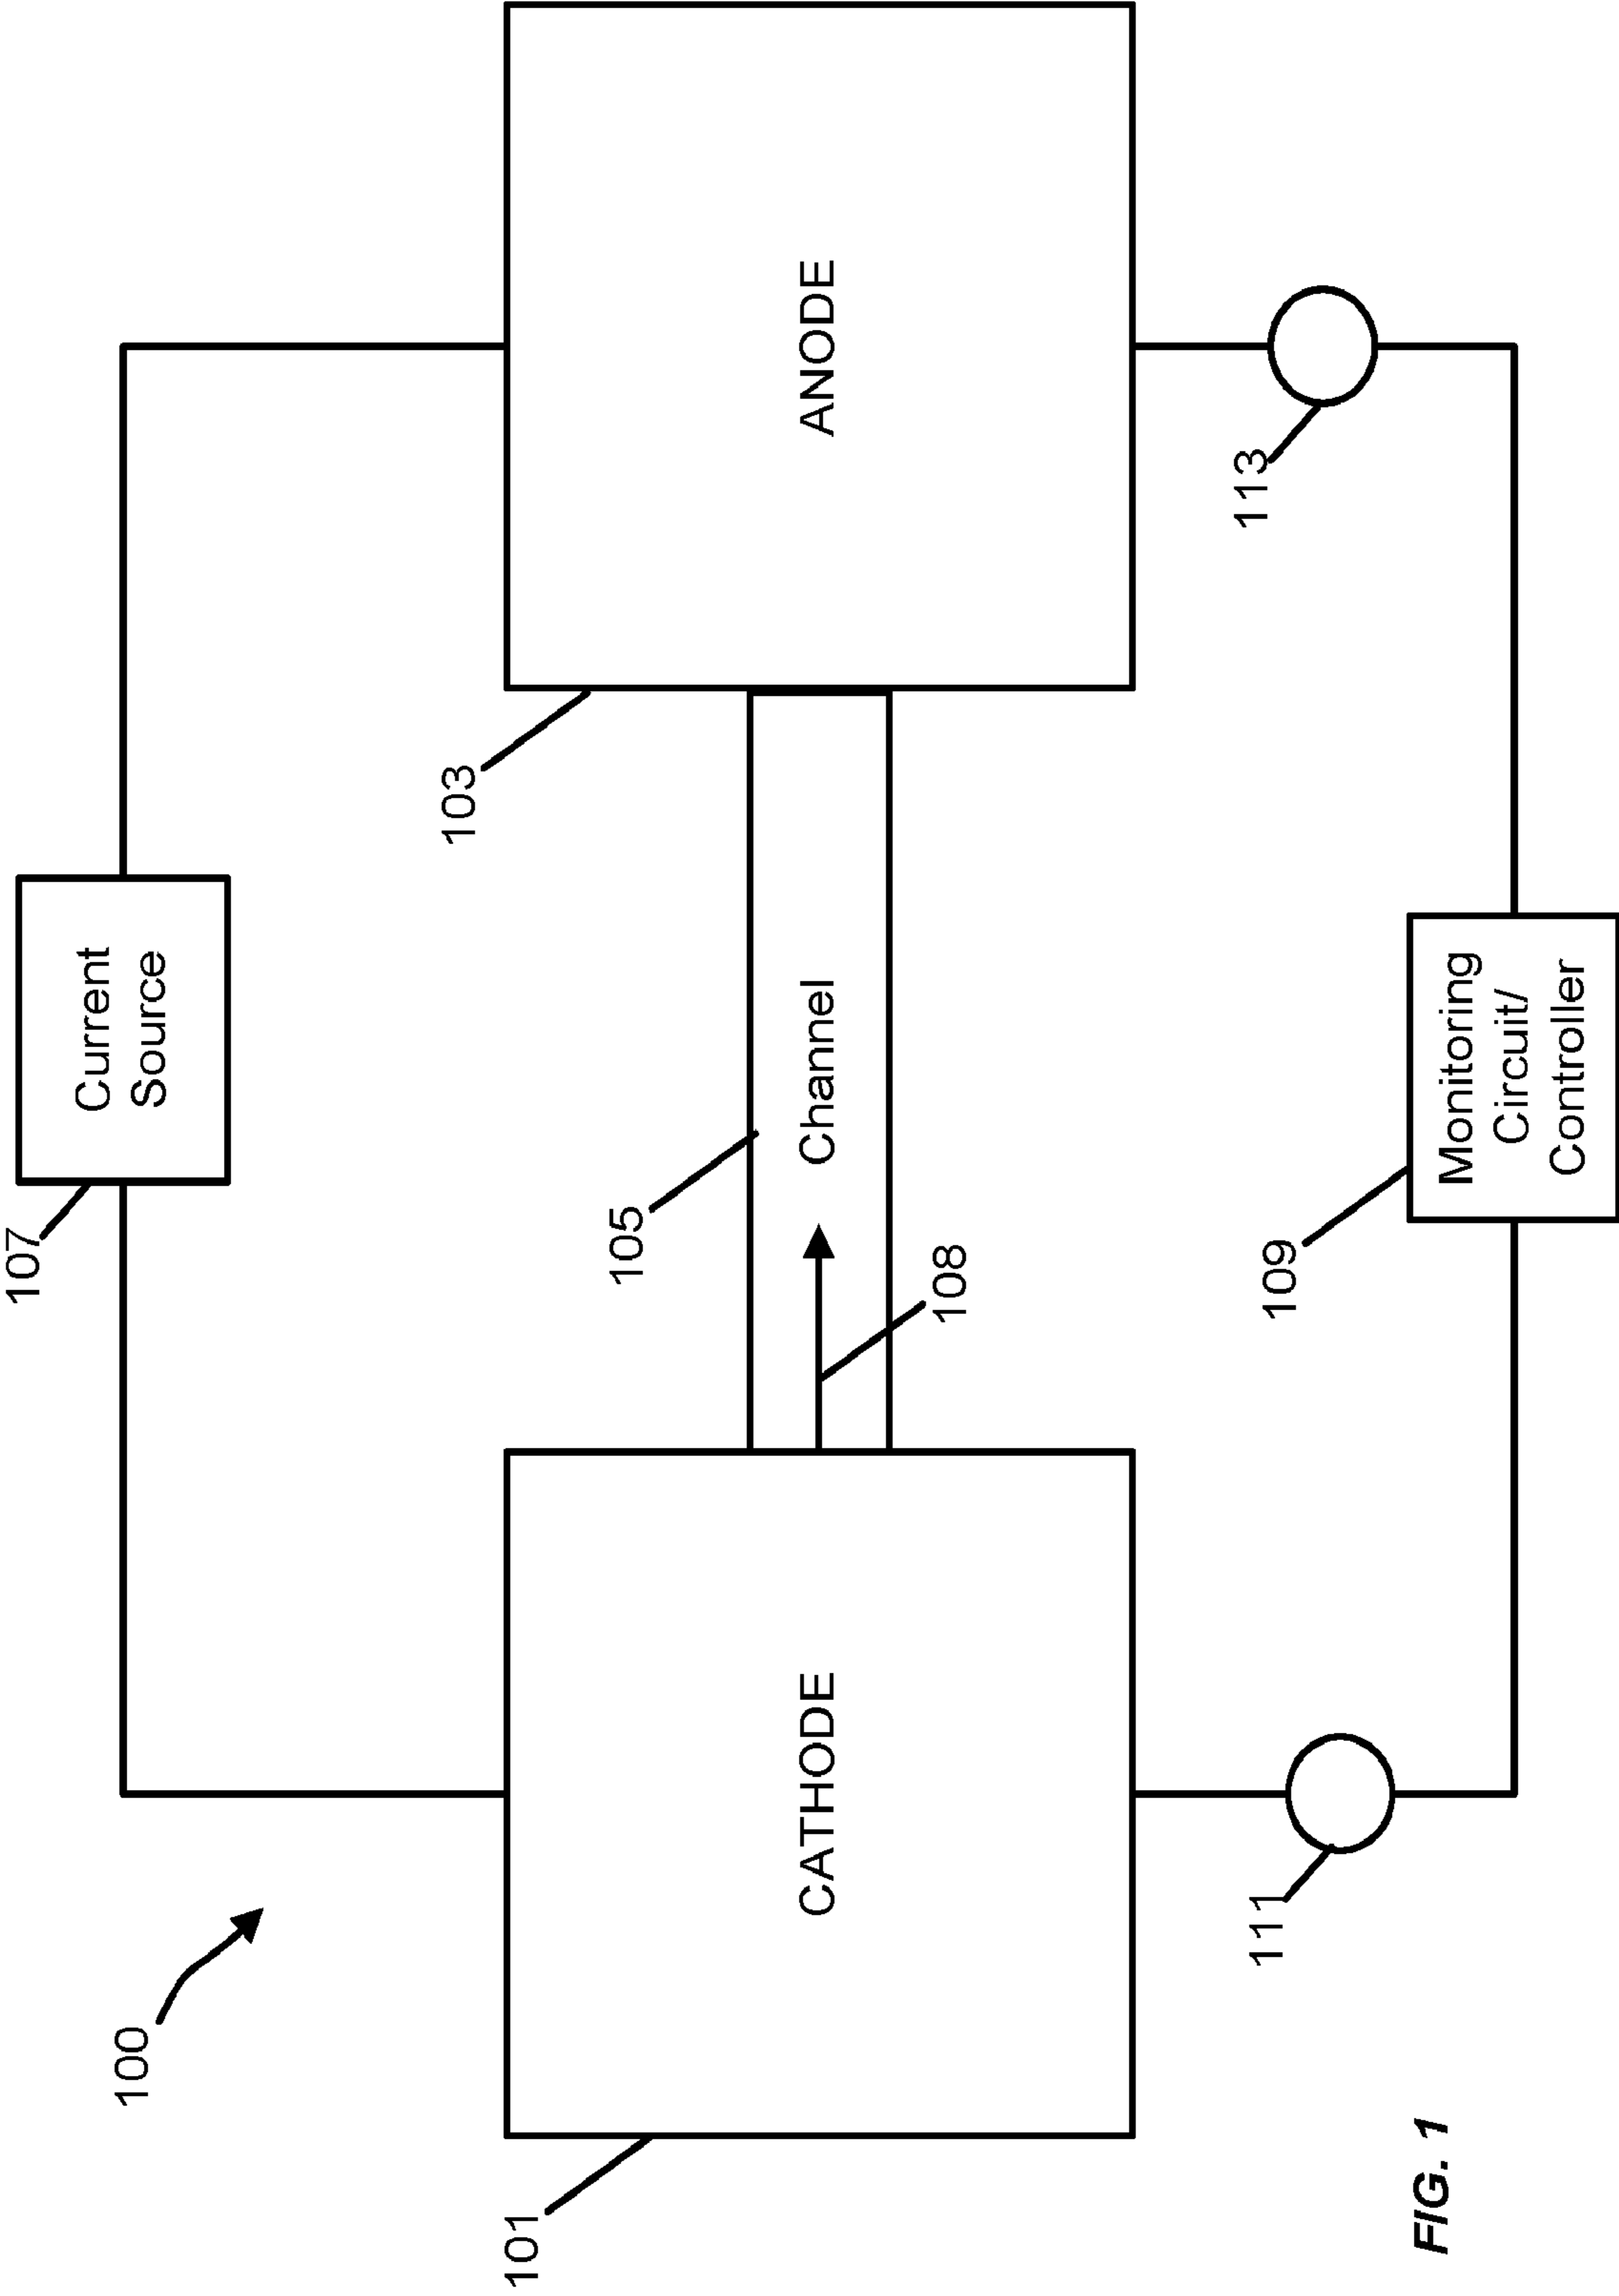 100
107
Current
Source
101
CATHODE
105
Channel
108
103
ANODE
111
109
Monitoring
Circuit/
Controller
113
FIG. 1